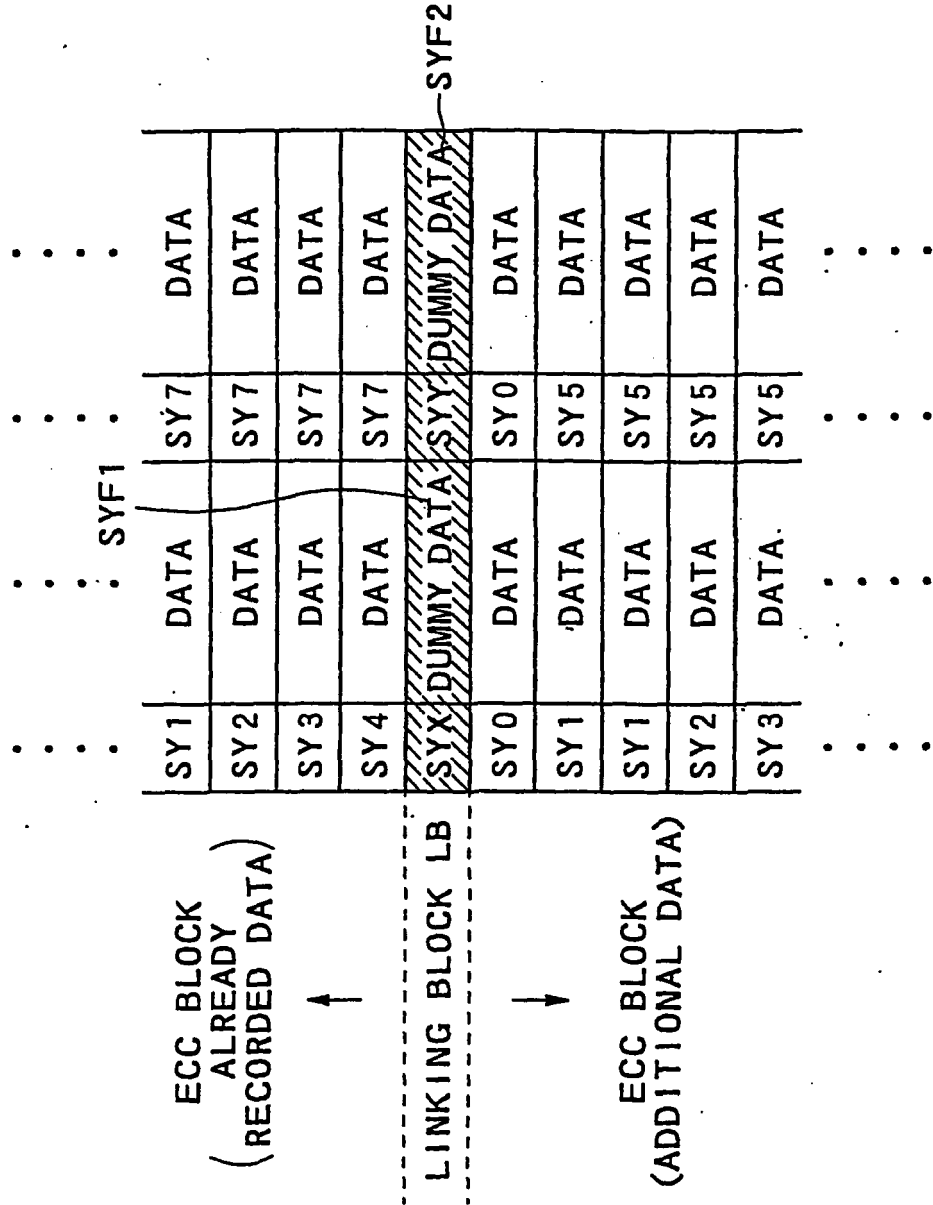 SYF1
ECC BLOCK
ALREADY
(RECORDED DATA)
SY1 DATA SY7 DATA
SY2 DATA SY7 DATA
SY3 DATA SY7 DATA
SY4 DATA SY7 DATA
LINKING BLOCK LB
SYX DUMMY DATA SYY DUMMY DATA
SYF2
SY0 DATA SY0 DATA
SY1 DATA SY5 DATA
SY1 DATA SY5 DATA
SY2 DATA SY5 DATA
SY3 DATA SY5 DATA
ECC BLOCK
(ADDITIONAL DATA)